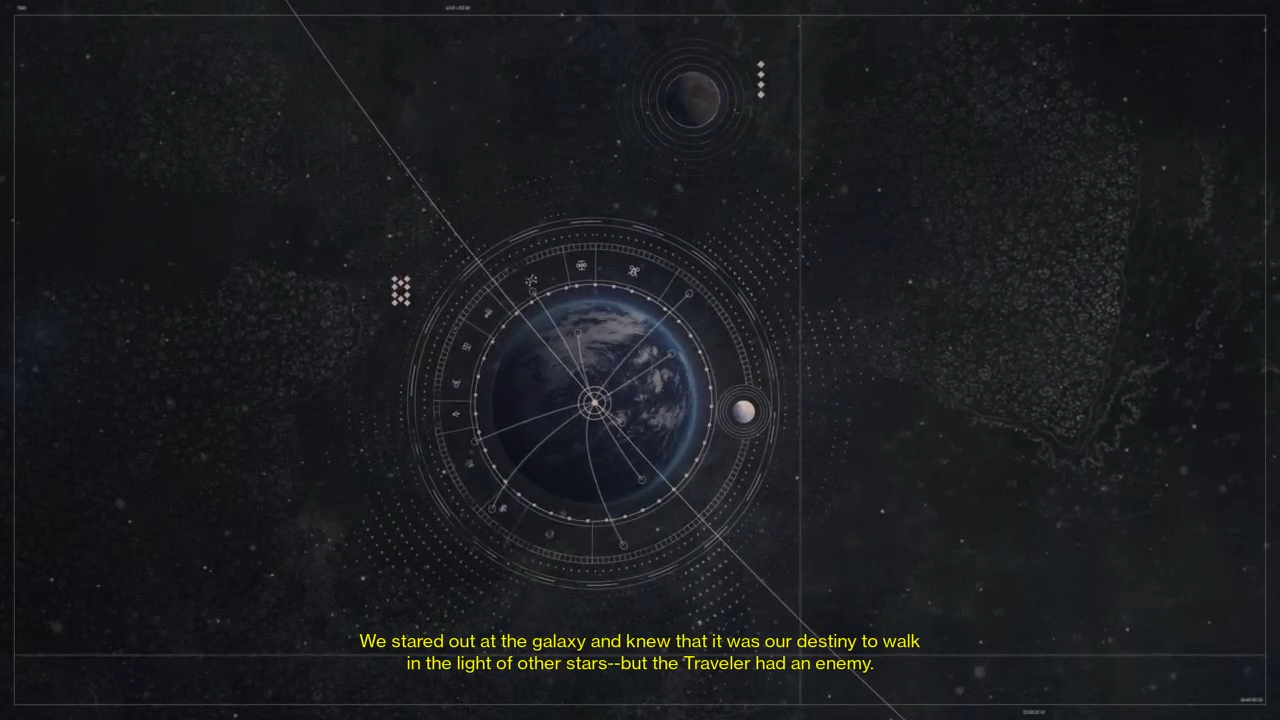 We stared out at the galaxy and knew that it was our destiny to walk
in the light of other stars--but the Traveler had an enemy.